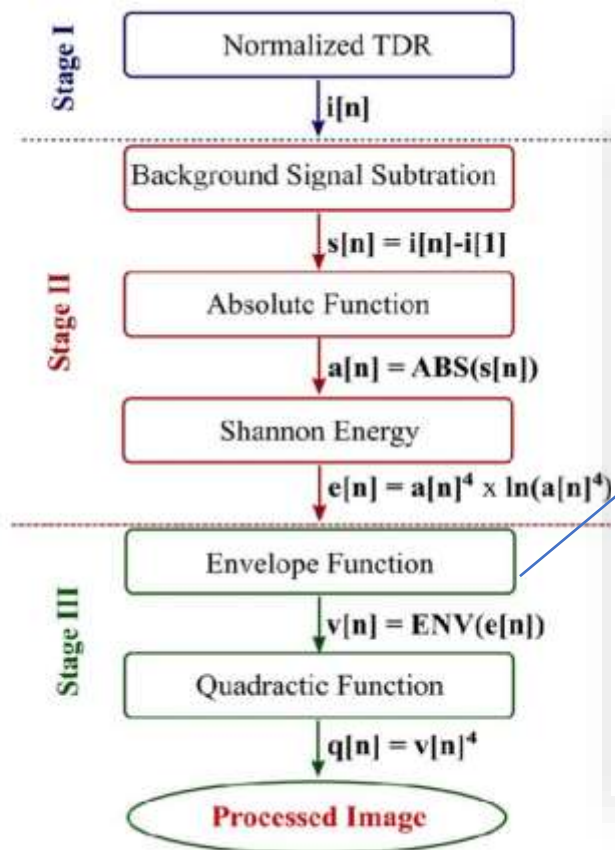 Stage I
Normalized TDR
i[n]
Stage II
Background Signal Subtration
s[n] = i[n]-i[1]
Absolute Function
a[n] = ABS(s[n])
Shannon Energy
e[n] = a[n]⁴ x ln(a[n]⁴)
Stage III
Envelope Function
v[n] = ENV(e[n])
Quadractic Function
q[n] = v[n]⁴
Processed Image